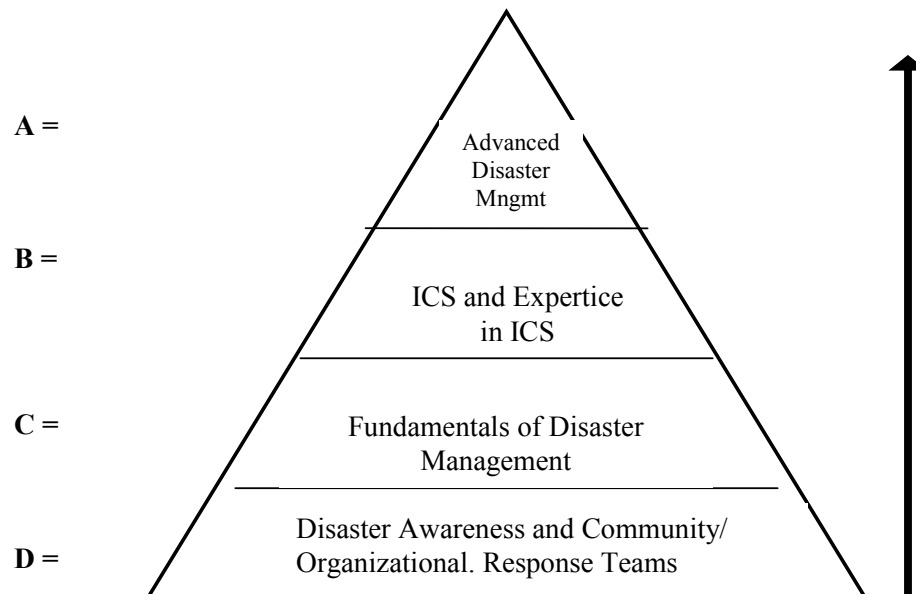 A =
Advanced
Disaster
Mngmt
B =
ICS and Expertice
in ICS
C =
Fundamentals of Disaster
Management
Disaster Awareness and Community/
D =
Organizational. Response Teams